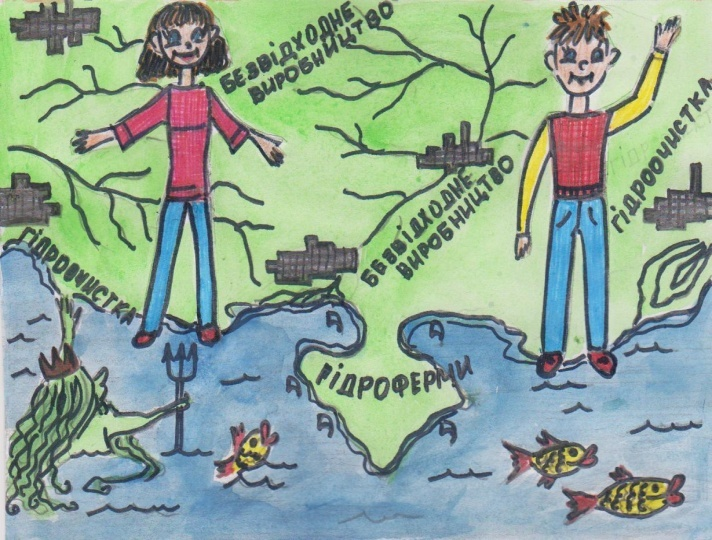 БЕЗВІДХОДНЕ
ВИРОБНИЦТВО
ГІДРООЧИСТКА
БЕЗВІДХОДНЕ
ВИРОБНИЦТВО
ГІДРООЧИСТКА
ГІДРОФЕРМИ